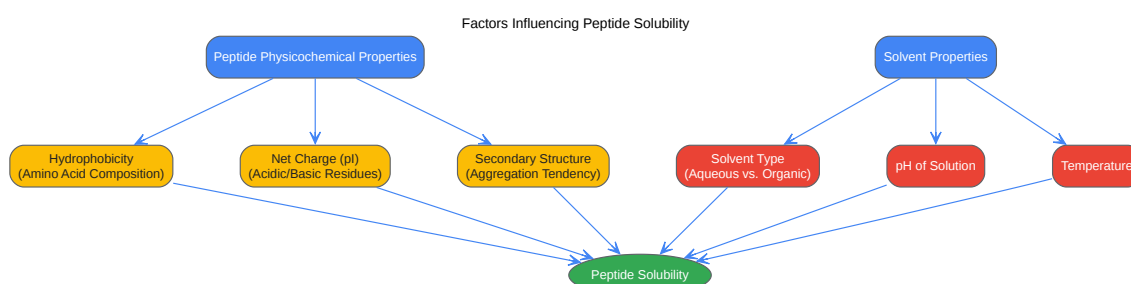 Factors Influencing Peptide Solubility
Peptide Physicochemical Properties
Solvent Properties
Hydrophobicity
(Amino Acid Composition)
Net Charge (pI)
(Acidic/Basic Residues)
Secondary Structure
(Aggregation Tendency)
Solvent Type
(Aqueous vs. Organic)
pH of Solution
Temperature
Peptide Solubility